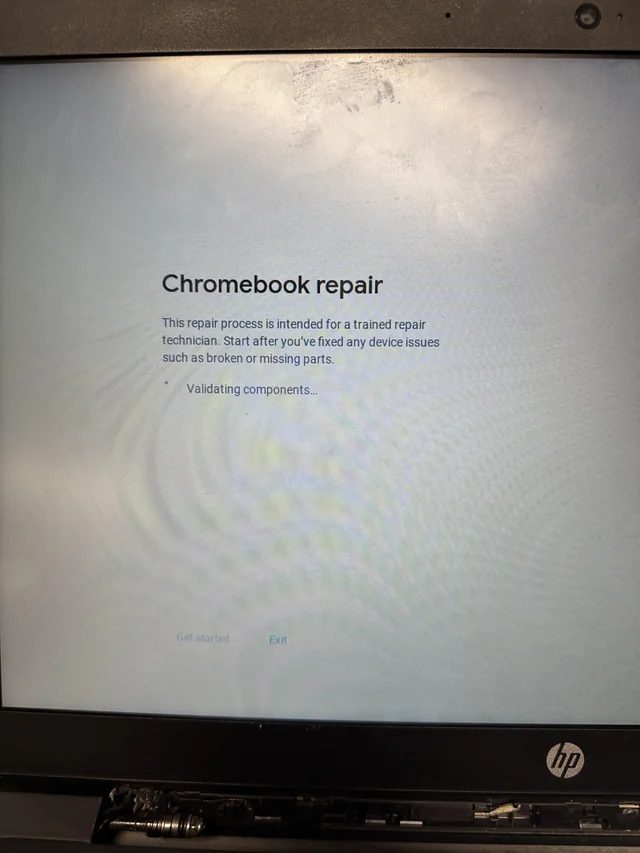 Chromebook repair
This repair process is intended for a trained repair
technician. Start after you've fixed any device issues
such as broken or missing parts.
Validating components...
Get started Exit
hp